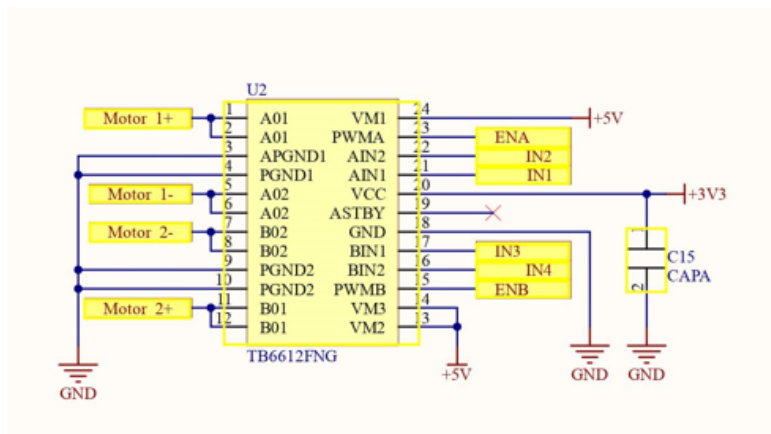 U2
Motor 1+ 1 A01 VM1 24 +5V
2 A01 PWMA 23 ENA
3 APGND1 AIN2 22 IN2
4 PGND1 AIN1 21 IN1
Motor 1- 5 A02 VCC 20 +3V3
6 A02 ASTBY 19
Motor 2- 7 B02 GND 18
8 B02 BIN1 17 IN3
9 PGND2 BIN2 16 IN4
10 PGND2 PWMB 15 ENB
Motor 2+ 11 B01 VM3 14
12 B01 VM2 13
1
C15
CAPA
2
TB6612FNG
+5V
GND
GND
GND